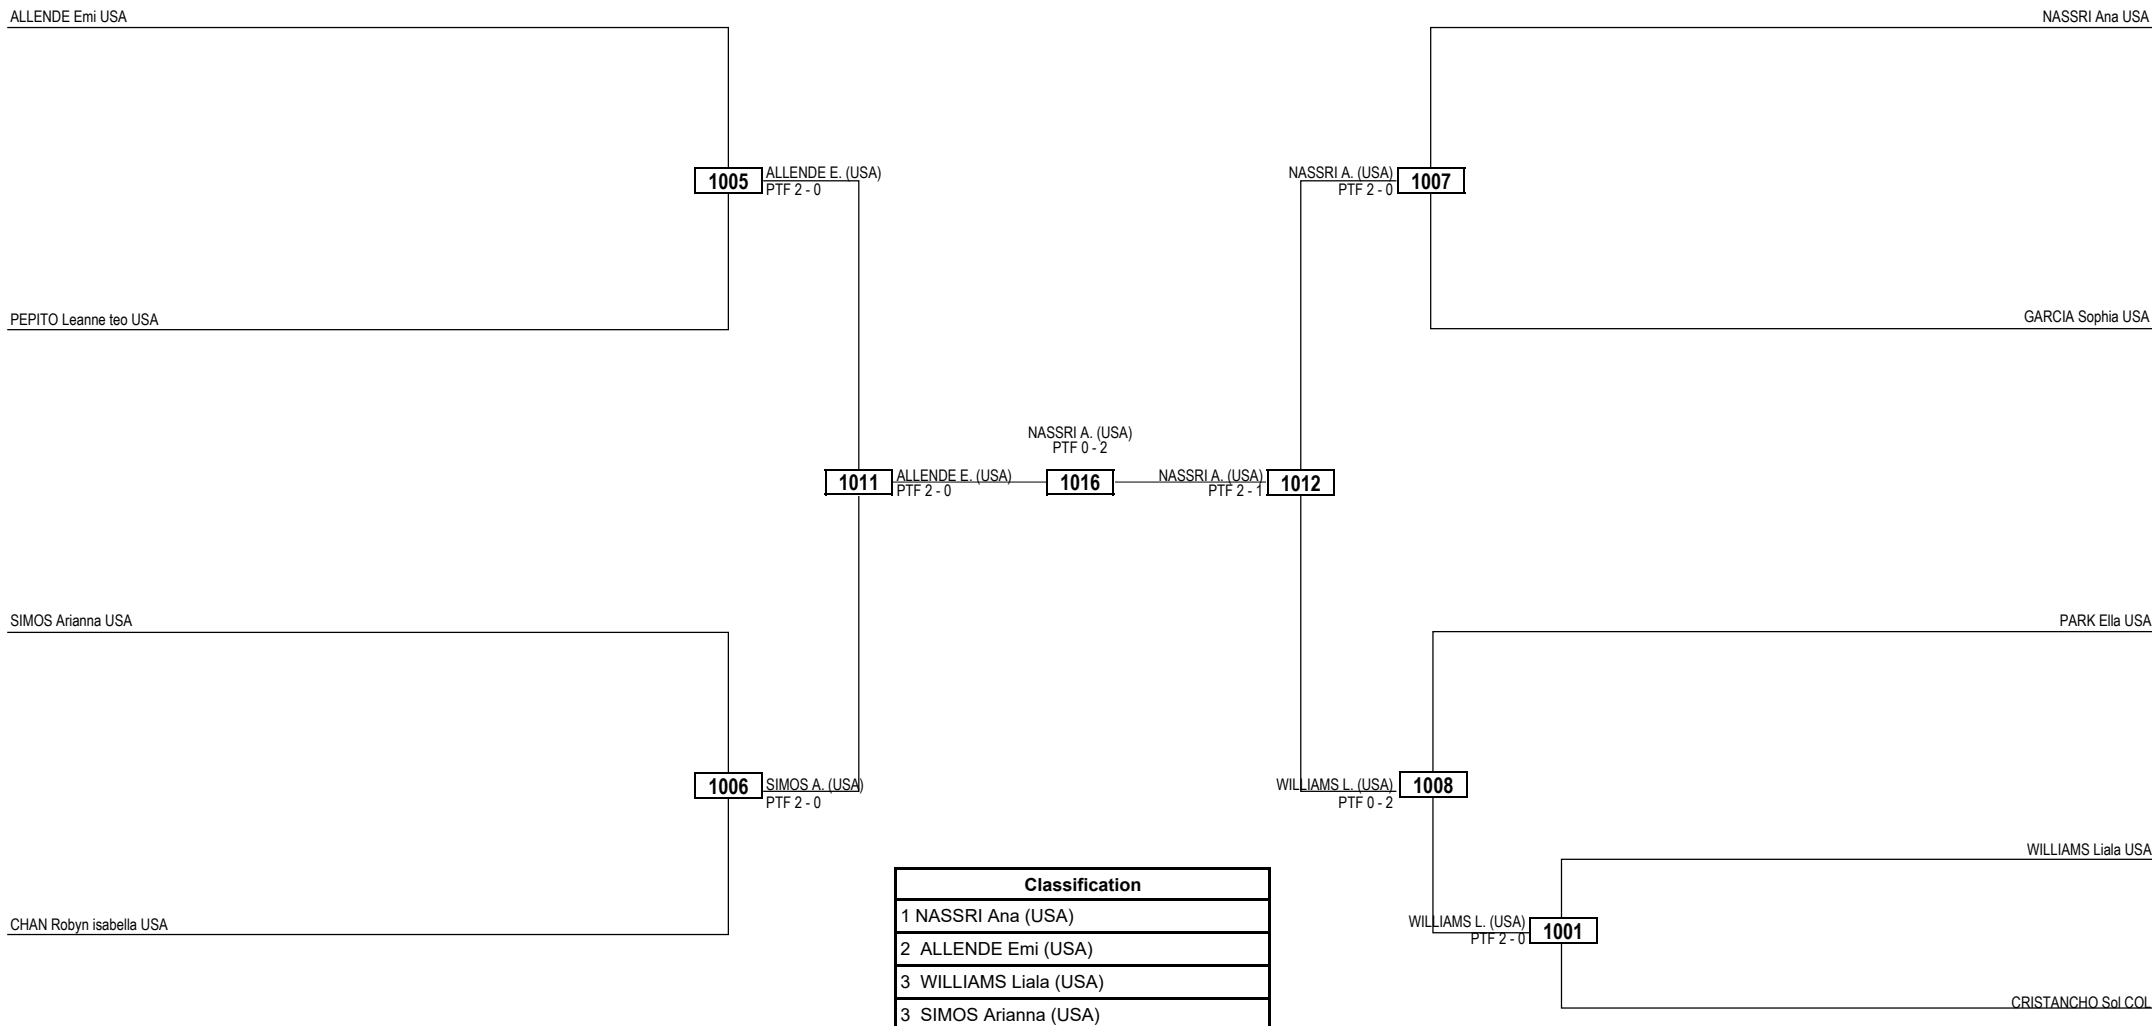 ALLENDE Emi USA
NASSRI Ana USA
1005
ALLENDE E. (USA)
PTF 2 - 0
NASSRI A. (USA)
PTF 2 - 0
1007
PEPITO Leanne teo USA
GARCIA Sophia USA
NASSRI A. (USA)
PTF 0 - 2
1011
ALLENDE E. (USA)
PTF 2 - 0
1016
NASSRI A. (USA)
PTF 2 - 1
1012
SIMOS Arianna USA
PARK Ella USA
1006
SIMOS A. (USA)
PTF 2 - 0
WILLIAMS L. (USA)
PTF 0 - 2
1008
WILLIAMS Liala USA
CHAN Robyn isabella USA
WILLIAMS L. (USA)
PTF 2 - 0
1001
CRISTANCHO Sol COL
Classification
1 NASSRI Ana (USA)
2 ALLENDE Emi (USA)
3 WILLIAMS Liala (USA)
3 SIMOS Arianna (USA)